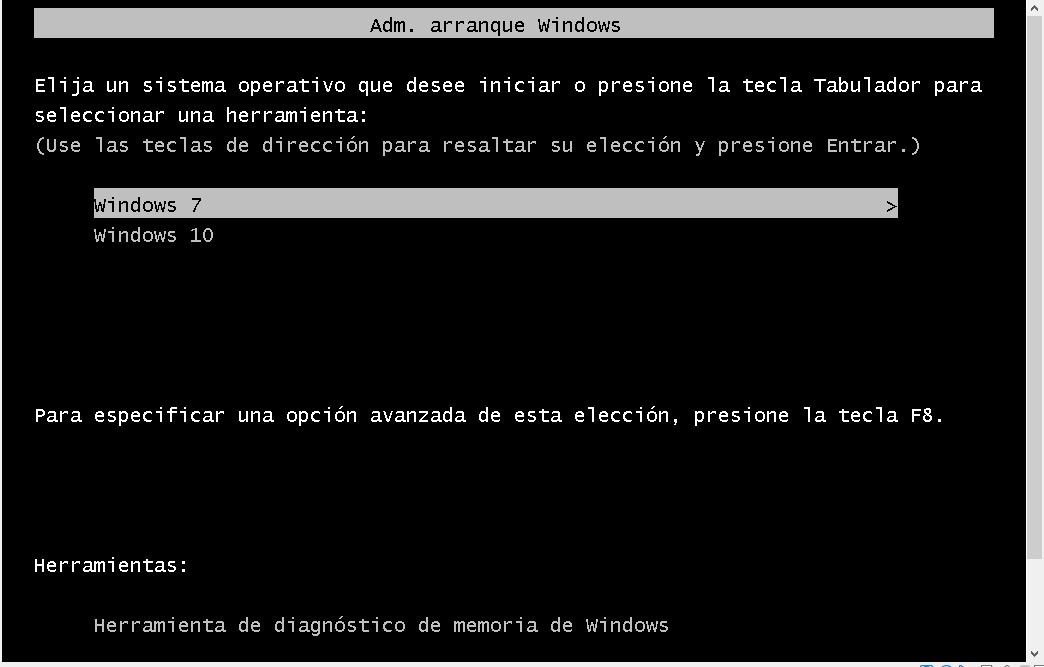 Adm. arranque Windows
Elija un sistema operativo que desee iniciar o presione la tecla Tabulador para
seleccionar una herramienta:
(Use las teclas de dirección para resaltar su elección y presione Entrar.)
Windows 7 >
Windows 10
Para especificar una opción avanzada de esta elección, presione la tecla F8.
Herramientas:
Herramienta de diagnóstico de memoria de Windows